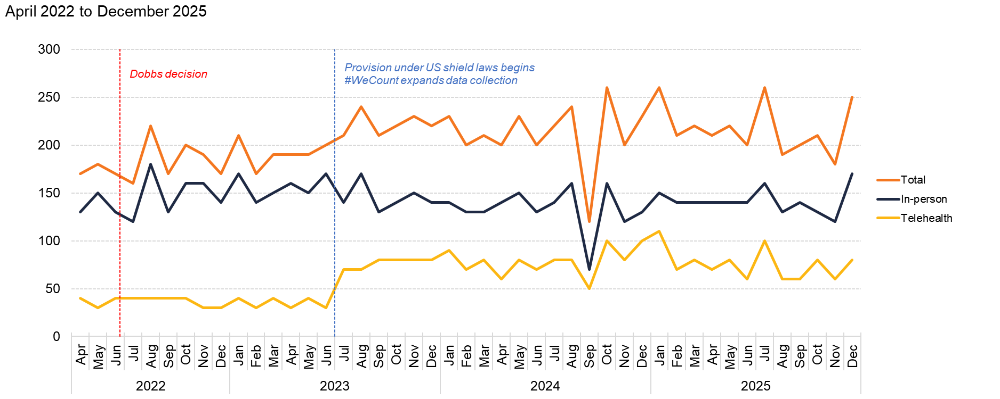 April 2022 to December 2025
300
250
200
150
100
50
0
Dobbs decision
Provision under US shield laws begins
#WeCount expands data collection
Total
In-person
Telehealth
Apr May Jun Jul Aug Sep Oct Nov Dec Jan Feb Mar Apr May Jun Jul Aug Sep Oct Nov Dec Jan Feb Mar Apr May Jun Jul Aug Sep Oct Nov Dec Jan Feb Mar Apr May Jun Jul Aug Sep Oct Nov Dec
2022 2023 2024 2025